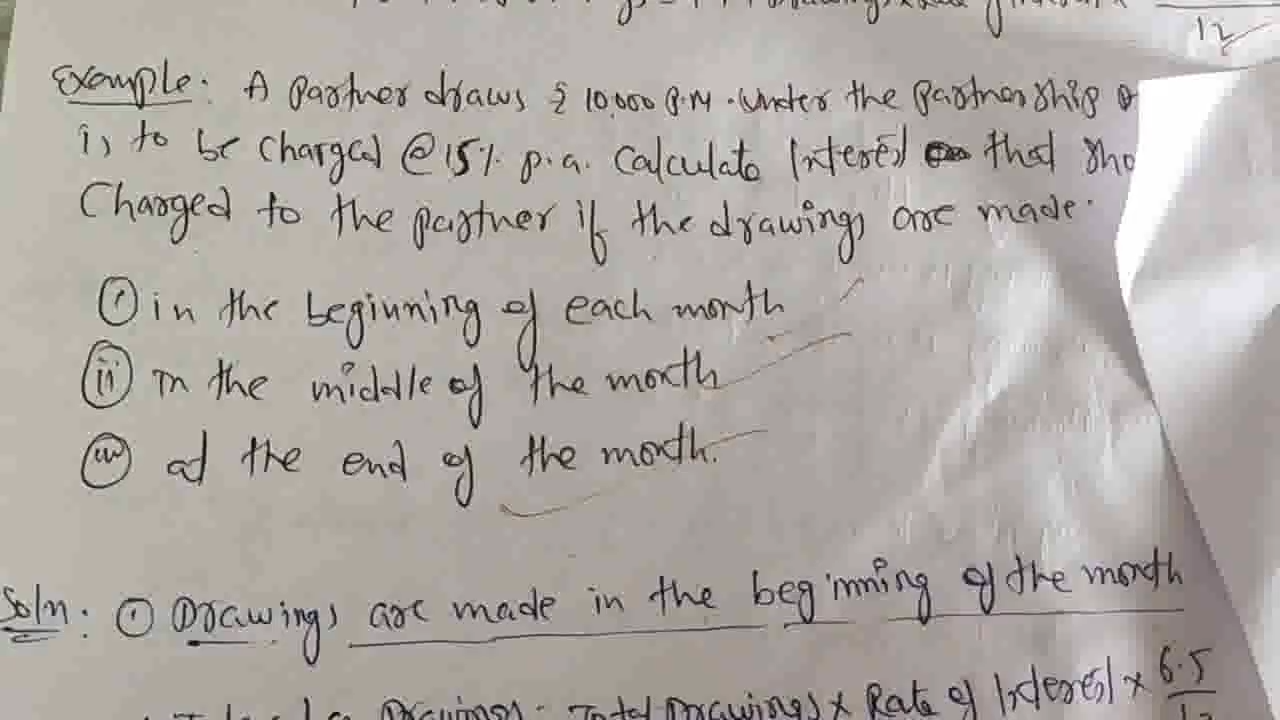 12
Example: A partner draws ₹ 10,000 P.M. under the partnership
is to be charged @ 15% p.a. Calculate Interest that sho
Charged to the partner if the drawings are made.
(i) in the beginning of each month
(ii) in the middle of the month
(iii) at the end of the month.
Soln: (i) Drawings are made in the beginning of the month
Drawings: Total Drawings x Rate of Interest x 6.5